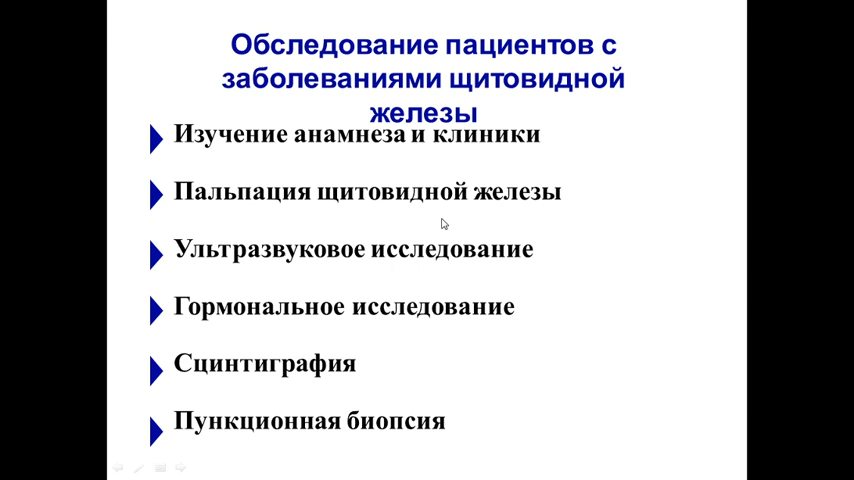 Обследование пациентов с
заболеваниями щитовидной
железы
Изучение анамнеза и клиники
Пальпация щитовидной железы
Ультразвуковое исследование
Гормональное исследование
Сцинтиграфия
Пункционная биопсия